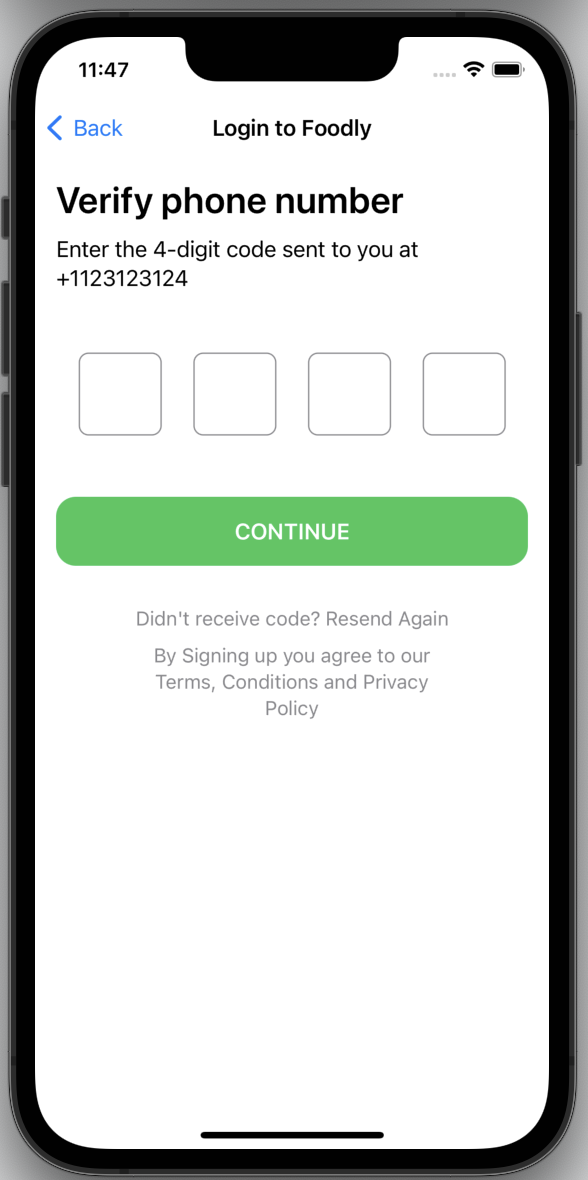 11:47
Back
Login to Foodly
Verify phone number
Enter the 4-digit code sent to you at
+1123123124
CONTINUE
Didn't receive code? Resend Again
By Signing up you agree to our
Terms, Conditions and Privacy
Policy